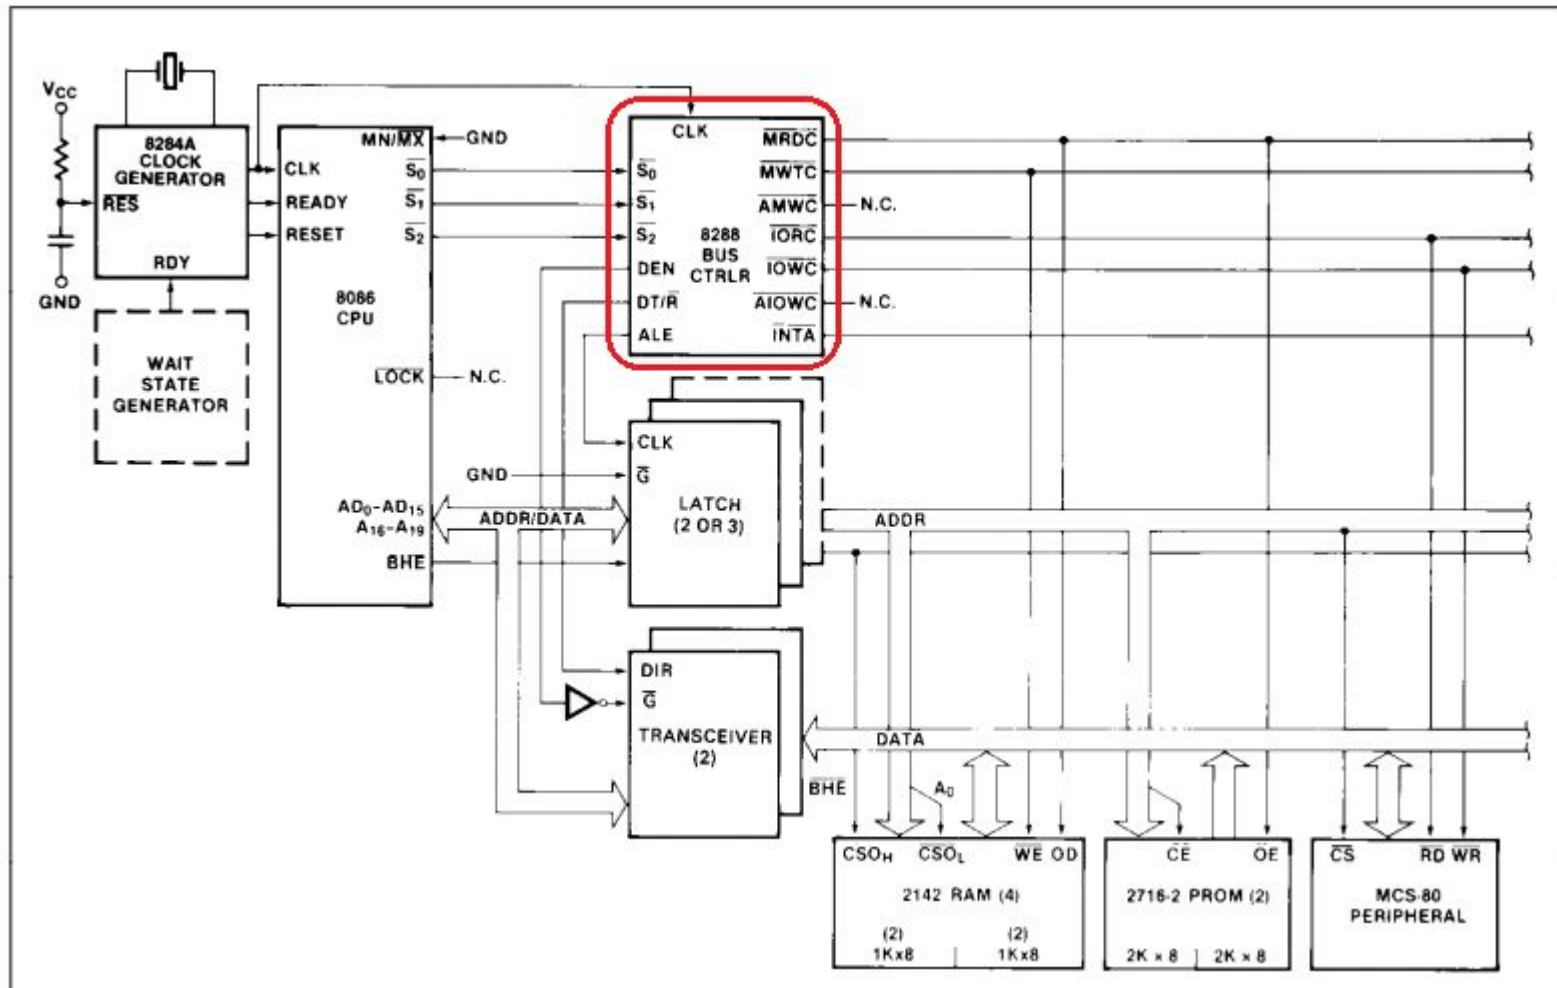 VCC
8284A
CLOCK
GENERATOR
RES
RDY
GND
WAIT
STATE
GENERATOR
MN/MX
CLK
READY
RESET
S0
S1
S2
8086
CPU
LOCK
AD0-AD15
A16-A19
BHE
GND
N.C.
CLK
S0
S1
S2
DEN
DT/R
ALE
8288
BUS
CTRLR
MRDC
MWTC
AMWC
IORC
IOWC
AIOWC
INTA
N.C.
N.C.
GND
ADDR/DATA
CLK
G
LATCH
(2 OR 3)
ADDR
DIR
G
TRANSCEIVER
(2)
DATA
BHE
A0
CSOH
CSOL
WE OD
2142 RAM (4)
(2)
1Kx8
(2)
1Kx8
CE
OE
2716-2 PROM (2)
2K × 8
2K × 8
CS
RD WR
MCS-80
PERIPHERAL